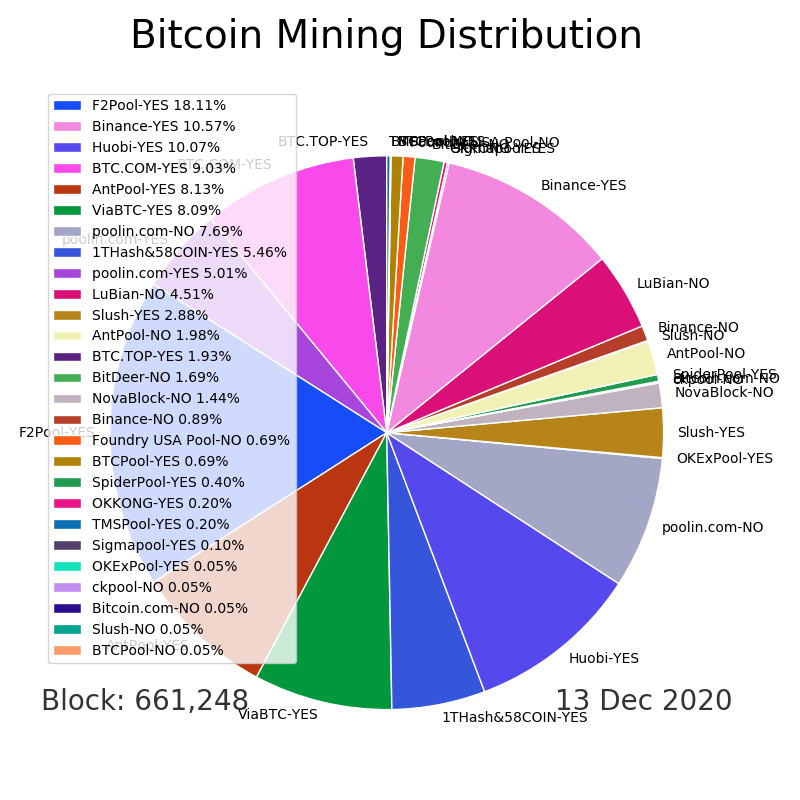 Bitcoin Mining Distribution
F2Pool-YES 18.11%
Binance-YES 10.57%
Huobi-YES 10.07%
BTC.COM-YES 9.03%
AntPool-YES 8.13%
ViaBTC-YES 8.09%
poolin.com-NO 7.69%
1THash&58COIN-YES 5.46%
poolin.com-YES 5.01%
LuBian-NO 4.51%
Slush-YES 2.88%
AntPool-NO 1.98%
BTC.TOP-YES 1.93%
BitDeer-NO 1.69%
NovaBlock-NO 1.44%
Binance-NO 0.89%
Foundry USA Pool-NO 0.69%
BTCPool-YES 0.69%
SpiderPool-YES 0.40%
OKKONG-YES 0.20%
TMSPool-YES 0.20%
Sigmapool-YES 0.10%
OKExPool-YES 0.05%
ckpool-NO 0.05%
Bitcoin.com-NO 0.05%
Slush-NO 0.05%
BTCPool-NO 0.05%
BTC.TOP-YES
BTC.COM-YES
poolin.com-YES
F2Pool-YES
AntPool-YES
ViaBTC-YES
1THash&58COIN-YES
Huobi-YES
poolin.com-NO
OKExPool-YES
Slush-YES
NovaBlock-NO
SpiderPool-YES
AntPool-NO
Slush-NO
Binance-NO
LuBian-NO
Binance-YES
Block: 661,248
13 Dec 2020